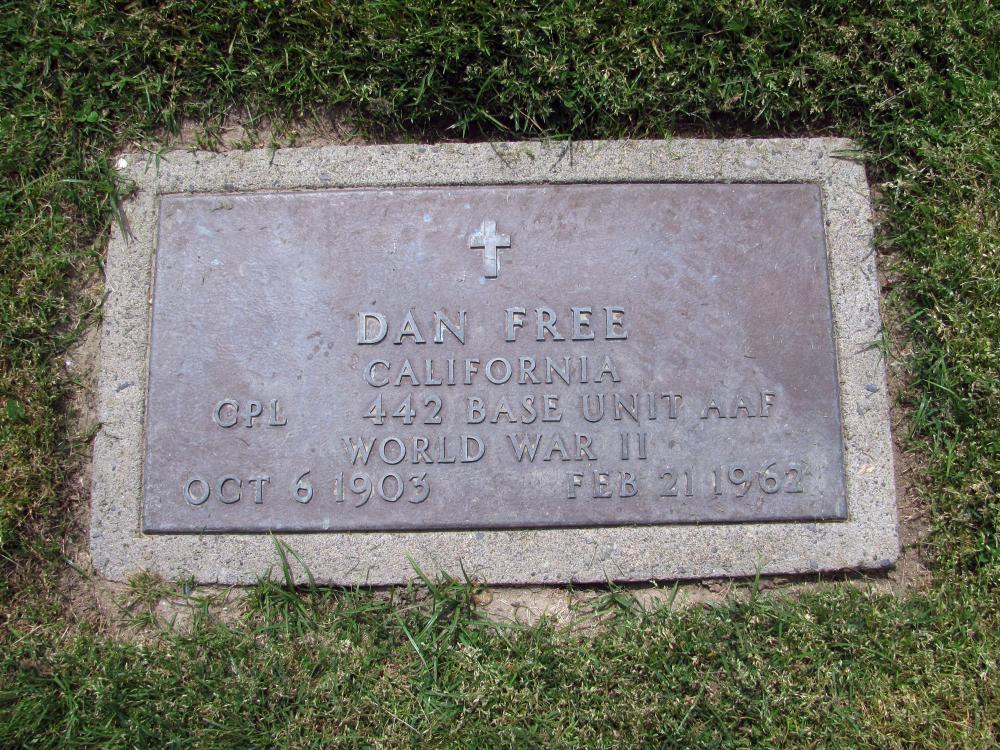 DAN FREE
CALIFORNIA
CPL 442 BASE UNIT AAF
WORLD WAR II
OCT 6 1903 FEB 21 1962